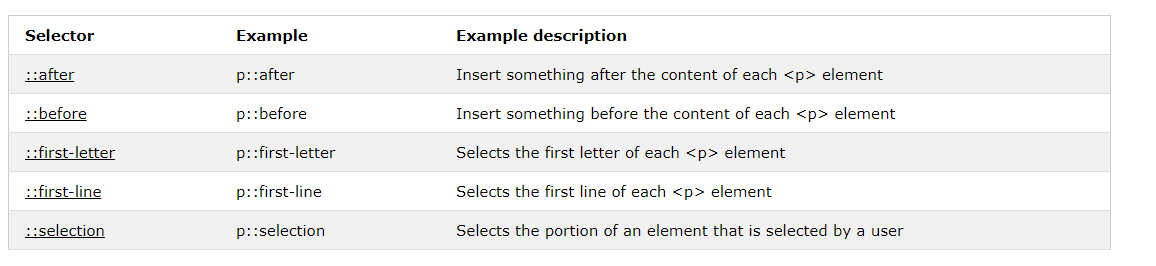 Selector Example Example description
::after p::after Insert something after the content of each <p> element
::before p::before Insert something before the content of each <p> element
::first-letter p::first-letter Selects the first letter of each <p> element
::first-line p::first-line Selects the first line of each <p> element
::selection p::selection Selects the portion of an element that is selected by a user